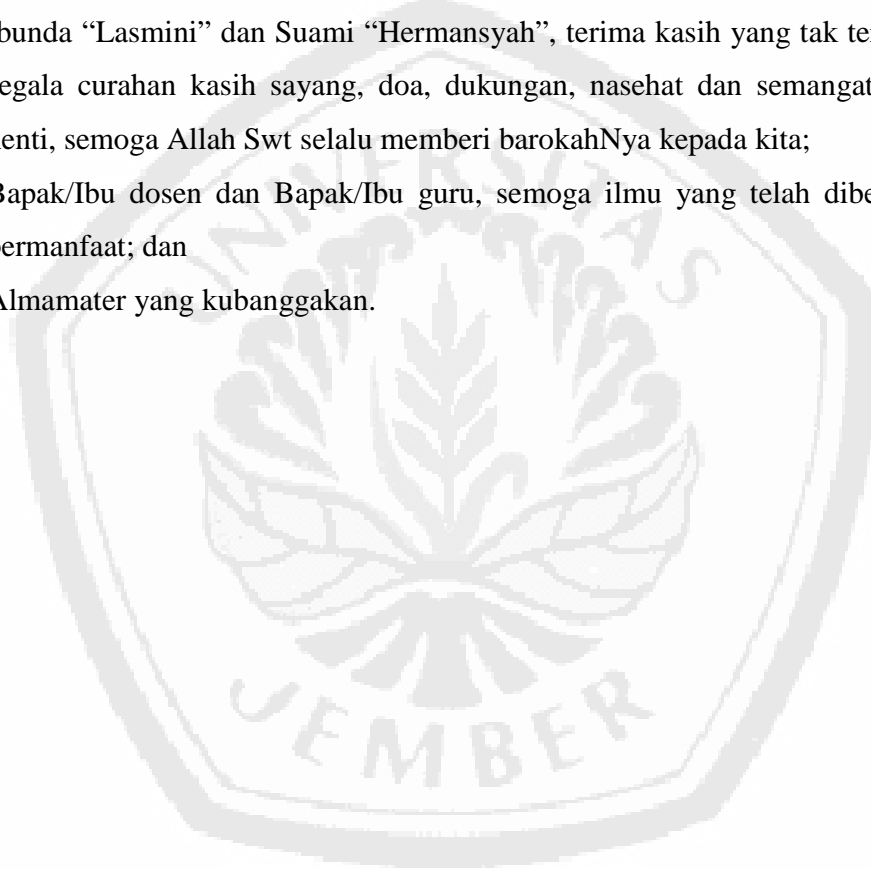 bunda “Lasmini” dan Suami “Hermansyah”, terima kasih yang tak
egala curahan kasih sayang, doa, dukungan, nasehat dan semangat
enti, semoga Allah Swt selalu memberi barokahNya kepada kita;
Bapak/Ibu dosen dan Bapak/Ibu guru, semoga ilmu yang telah
ermanfaat; dan
Almamater yang kubanggakan.
UNIVERSITAS
JEMBER